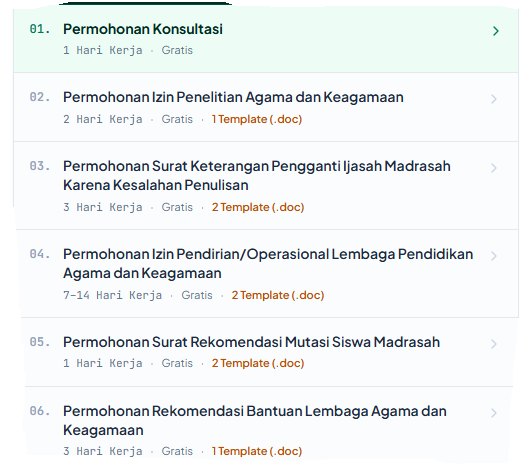 01. Permohonan Konsultasi
1 Hari Kerja · Gratis
02. Permohonan Izin Penelitian Agama dan Keagamaan
2 Hari Kerja · Gratis · 1 Template (.doc)
03. Permohonan Surat Keterangan Pengganti Ijasah Madrasah
Karena Kesalahan Penulisan
3 Hari Kerja · Gratis · 2 Template (.doc)
04. Permohonan Izin Pendirian/Operasional Lembaga Pendidikan
Agama dan Keagamaan
7-14 Hari Kerja · Gratis · 2 Template (.doc)
05. Permohonan Surat Rekomendasi Mutasi Siswa Madrasah
1 Hari Kerja · Gratis · 2 Template (.doc)
06. Permohonan Rekomendasi Bantuan Lembaga Agama dan
Keagamaan
3 Hari Kerja · Gratis · 1 Template (.doc)